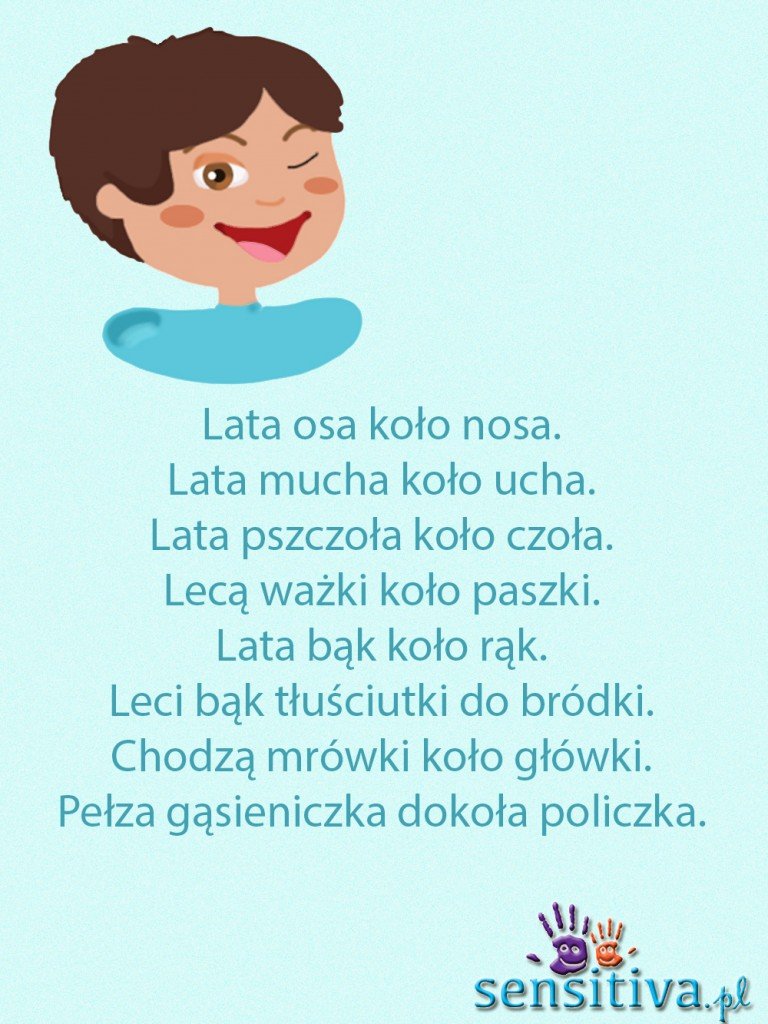 Lata osa koło nosa.
Lata mucha koło ucha.
Lata pszczoła koło czoła.
Lecą ważki koło paszki.
Lata bąk koło rąk.
Leci bąk tłuściutki do bródki.
Chodzą mrówki koło główki.
Pełza gąsieniczka dokoła policzka.
sensitiva.pl